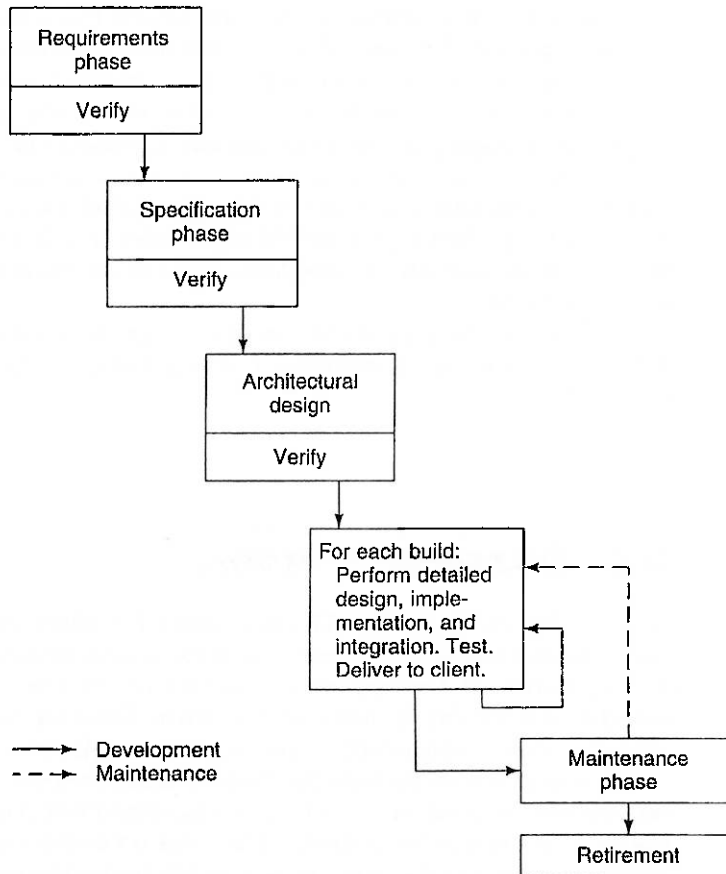 Requirements
phase
Verify
Specification
phase
Verify
Architectural
design
Verify
For each build:
Perform detailed
design, imple-
mentation, and
integration. Test.
Deliver to client.
Development
Maintenance
Maintenance
phase
Retirement